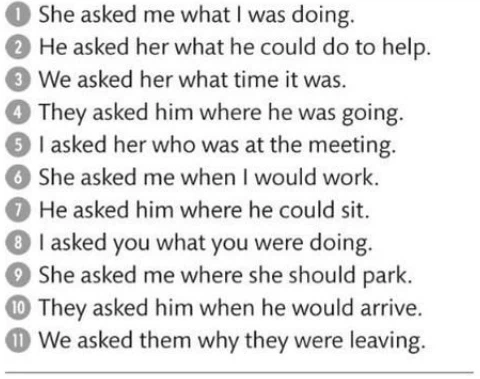 1 She asked me what I was doing.
2 He asked her what he could do to help.
3 We asked her what time it was.
4 They asked him where he was going.
5 I asked her who was at the meeting.
6 She asked me when I would work.
7 He asked him where he could sit.
8 I asked you what you were doing.
9 She asked me where she should park.
10 They asked him when he would arrive.
11 We asked them why they were leaving.